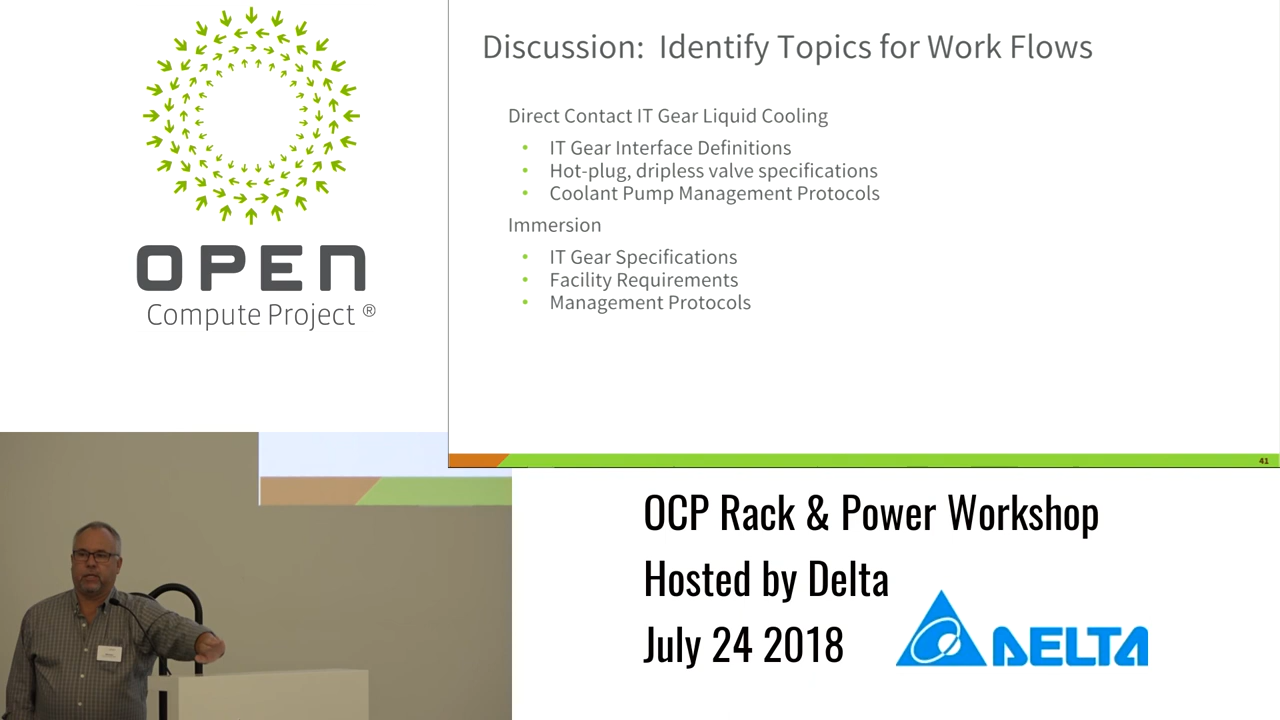 OPEN
Compute Project ®
Discussion: Identify Topics for Work Flows
Direct Contact IT Gear Liquid Cooling
• IT Gear Interface Definitions
• Hot-plug, dripless valve specifications
• Coolant Pump Management Protocols
Immersion
• IT Gear Specifications
• Facility Requirements
• Management Protocols
41
OCP Rack & Power Workshop
Hosted by Delta
July 24 2018
DELTA